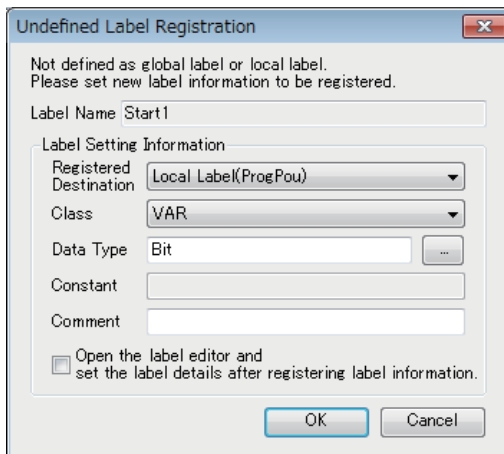 Undefined Label Registration
Not defined as global label or local label.
Please set new label information to be registered.
Label Name Start1
Label Setting Information
Registered
Destination Local Label(ProgPou)
Class VAR
Data Type Bit ...
Constant
Comment
Open the label editor and
set the label details after registering label information.
OK Cancel